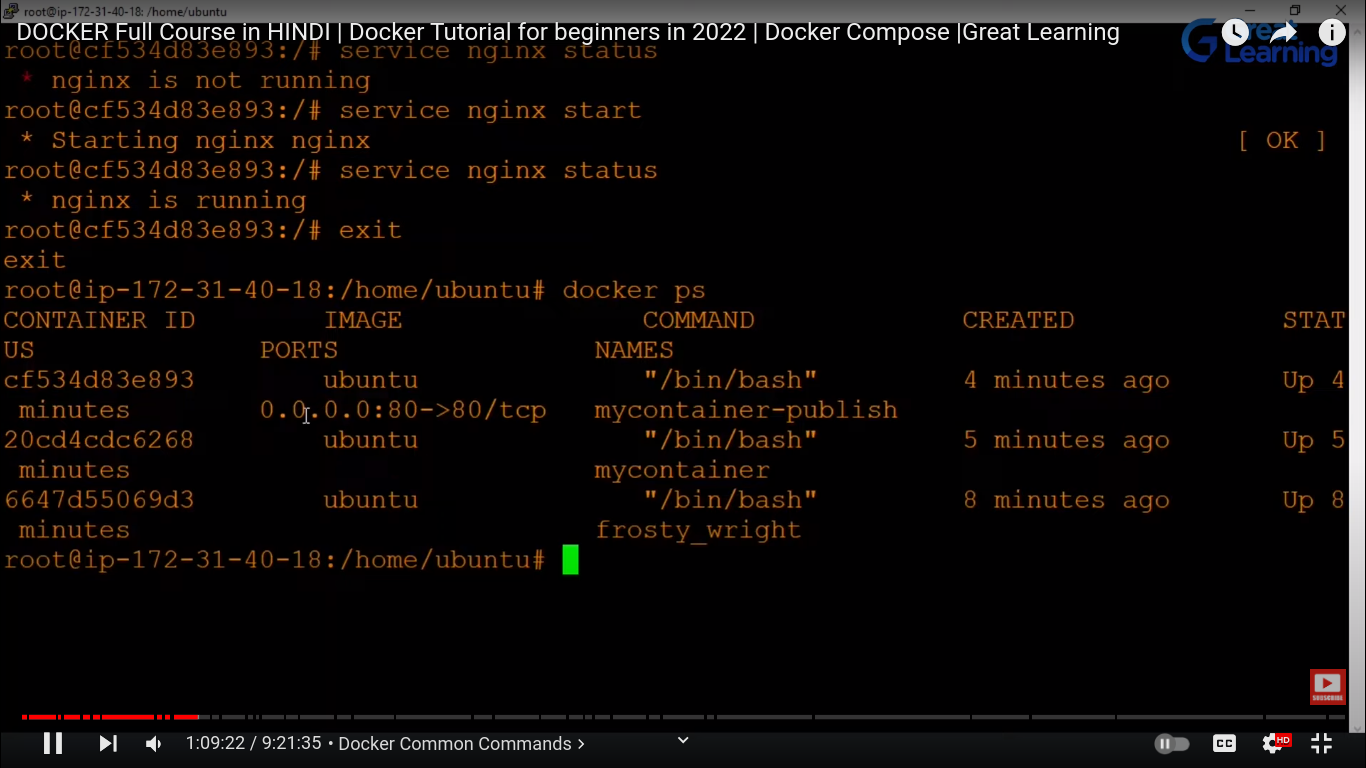 root@ip-172-31-40-18: /home/ubuntu
DOCKER Full Course in HINDI | Docker Tutorial for beginners in 2022 | Docker Compose |Great Learning
Great
Learning
root@cf534d83e893:/# service nginx status
* nginx is not running
root@cf534d83e893:/# service nginx start
* Starting nginx nginx [ OK ]
root@cf534d83e893:/# service nginx status
* nginx is running
root@cf534d83e893:/# exit
exit
root@ip-172-31-40-18:/home/ubuntu# docker ps
CONTAINER ID IMAGE COMMAND CREATED STAT
US PORTS NAMES
cf534d83e893 ubuntu "/bin/bash" 4 minutes ago Up 4
minutes 0.0.0.0:80->80/tcp mycontainer-publish
20cd4cdc6268 ubuntu "/bin/bash" 5 minutes ago Up 5
minutes mycontainer
6647d55069d3 ubuntu "/bin/bash" 8 minutes ago Up 8
minutes frosty_wright
root@ip-172-31-40-18:/home/ubuntu#
SUBSCRIBE
1:09:22 / 9:21:35 • Docker Common Commands >
CC
HD